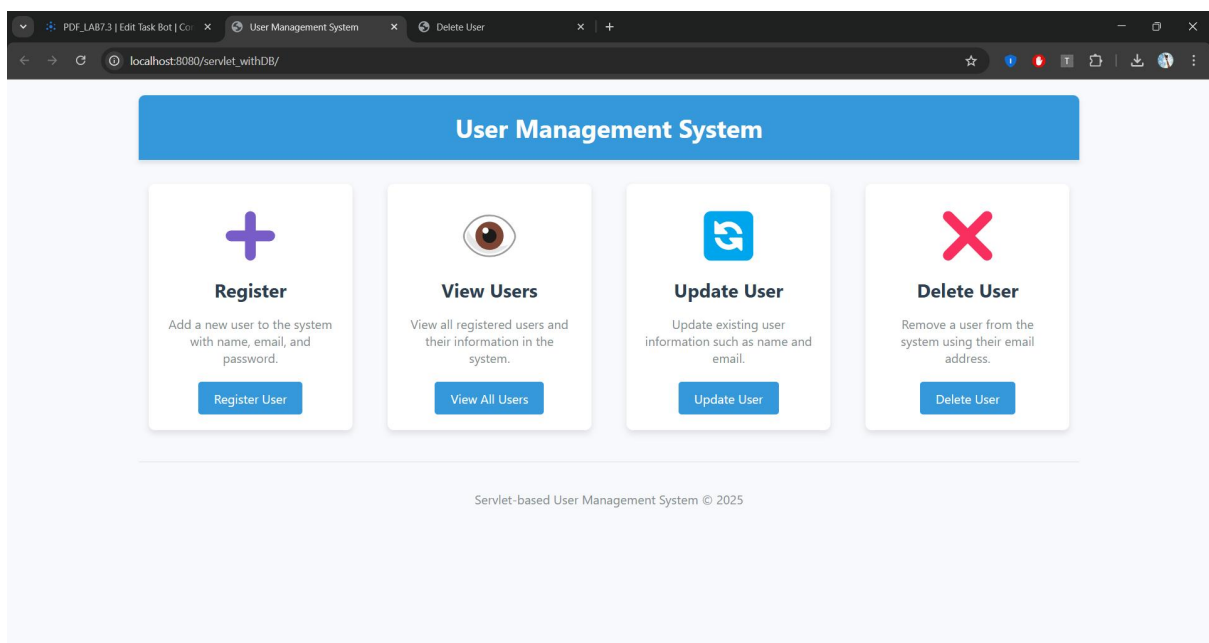 PDF_LAB7.3 | Edit Task Bot | Co
User Management System
Delete User
localhost:8080/servlet_withDB/
T
User Management System
Register
Add a new user to the system
with name, email, and
password.
Register User
View Users
View all registered users and
their information in the
system.
View All Users
Update User
Update existing user
information such as name and
email.
Update User
Delete User
Remove a user from the
system using their email
address.
Delete User
Servlet-based User Management System © 2025